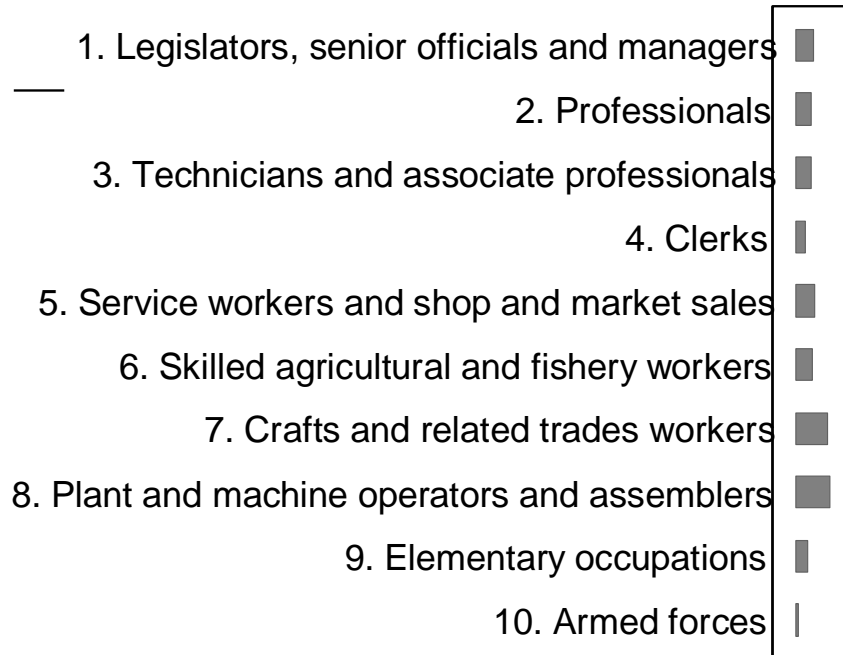 1. Legislators, senior officials and managers
2. Professionals
3. Technicians and associate professionals
4. Clerks
5. Service workers and shop and market sales
6. Skilled agricultural and fishery workers
7. Crafts and related trades workers
8. Plant and machine operators and assemblers
9. Elementary occupations
10. Armed forces